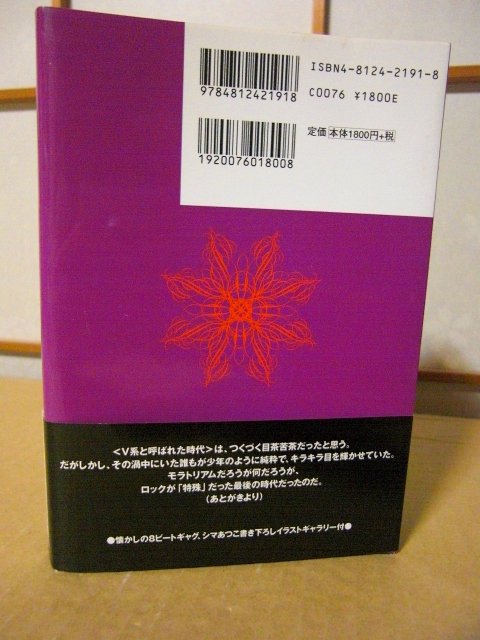 ISBN4-8124-2191-8
9784812421918
C0076 ¥1800E
定価 本体1800円+税
1920076018008
<V系と呼ばれた時代>は、つくづく目茶苦茶だったと思う。
だがしかし、その渦中にいた誰もが少年のように純粋で、キラキラ目を輝かせていた。
モラトリアムだろうが何だろうが、
ロックが「特殊」だった最後の時代だったのだ。
(あとがきより)
●懐かしの8ビートギャグ、シマあつこ書き下ろしイラストギャラリー付●